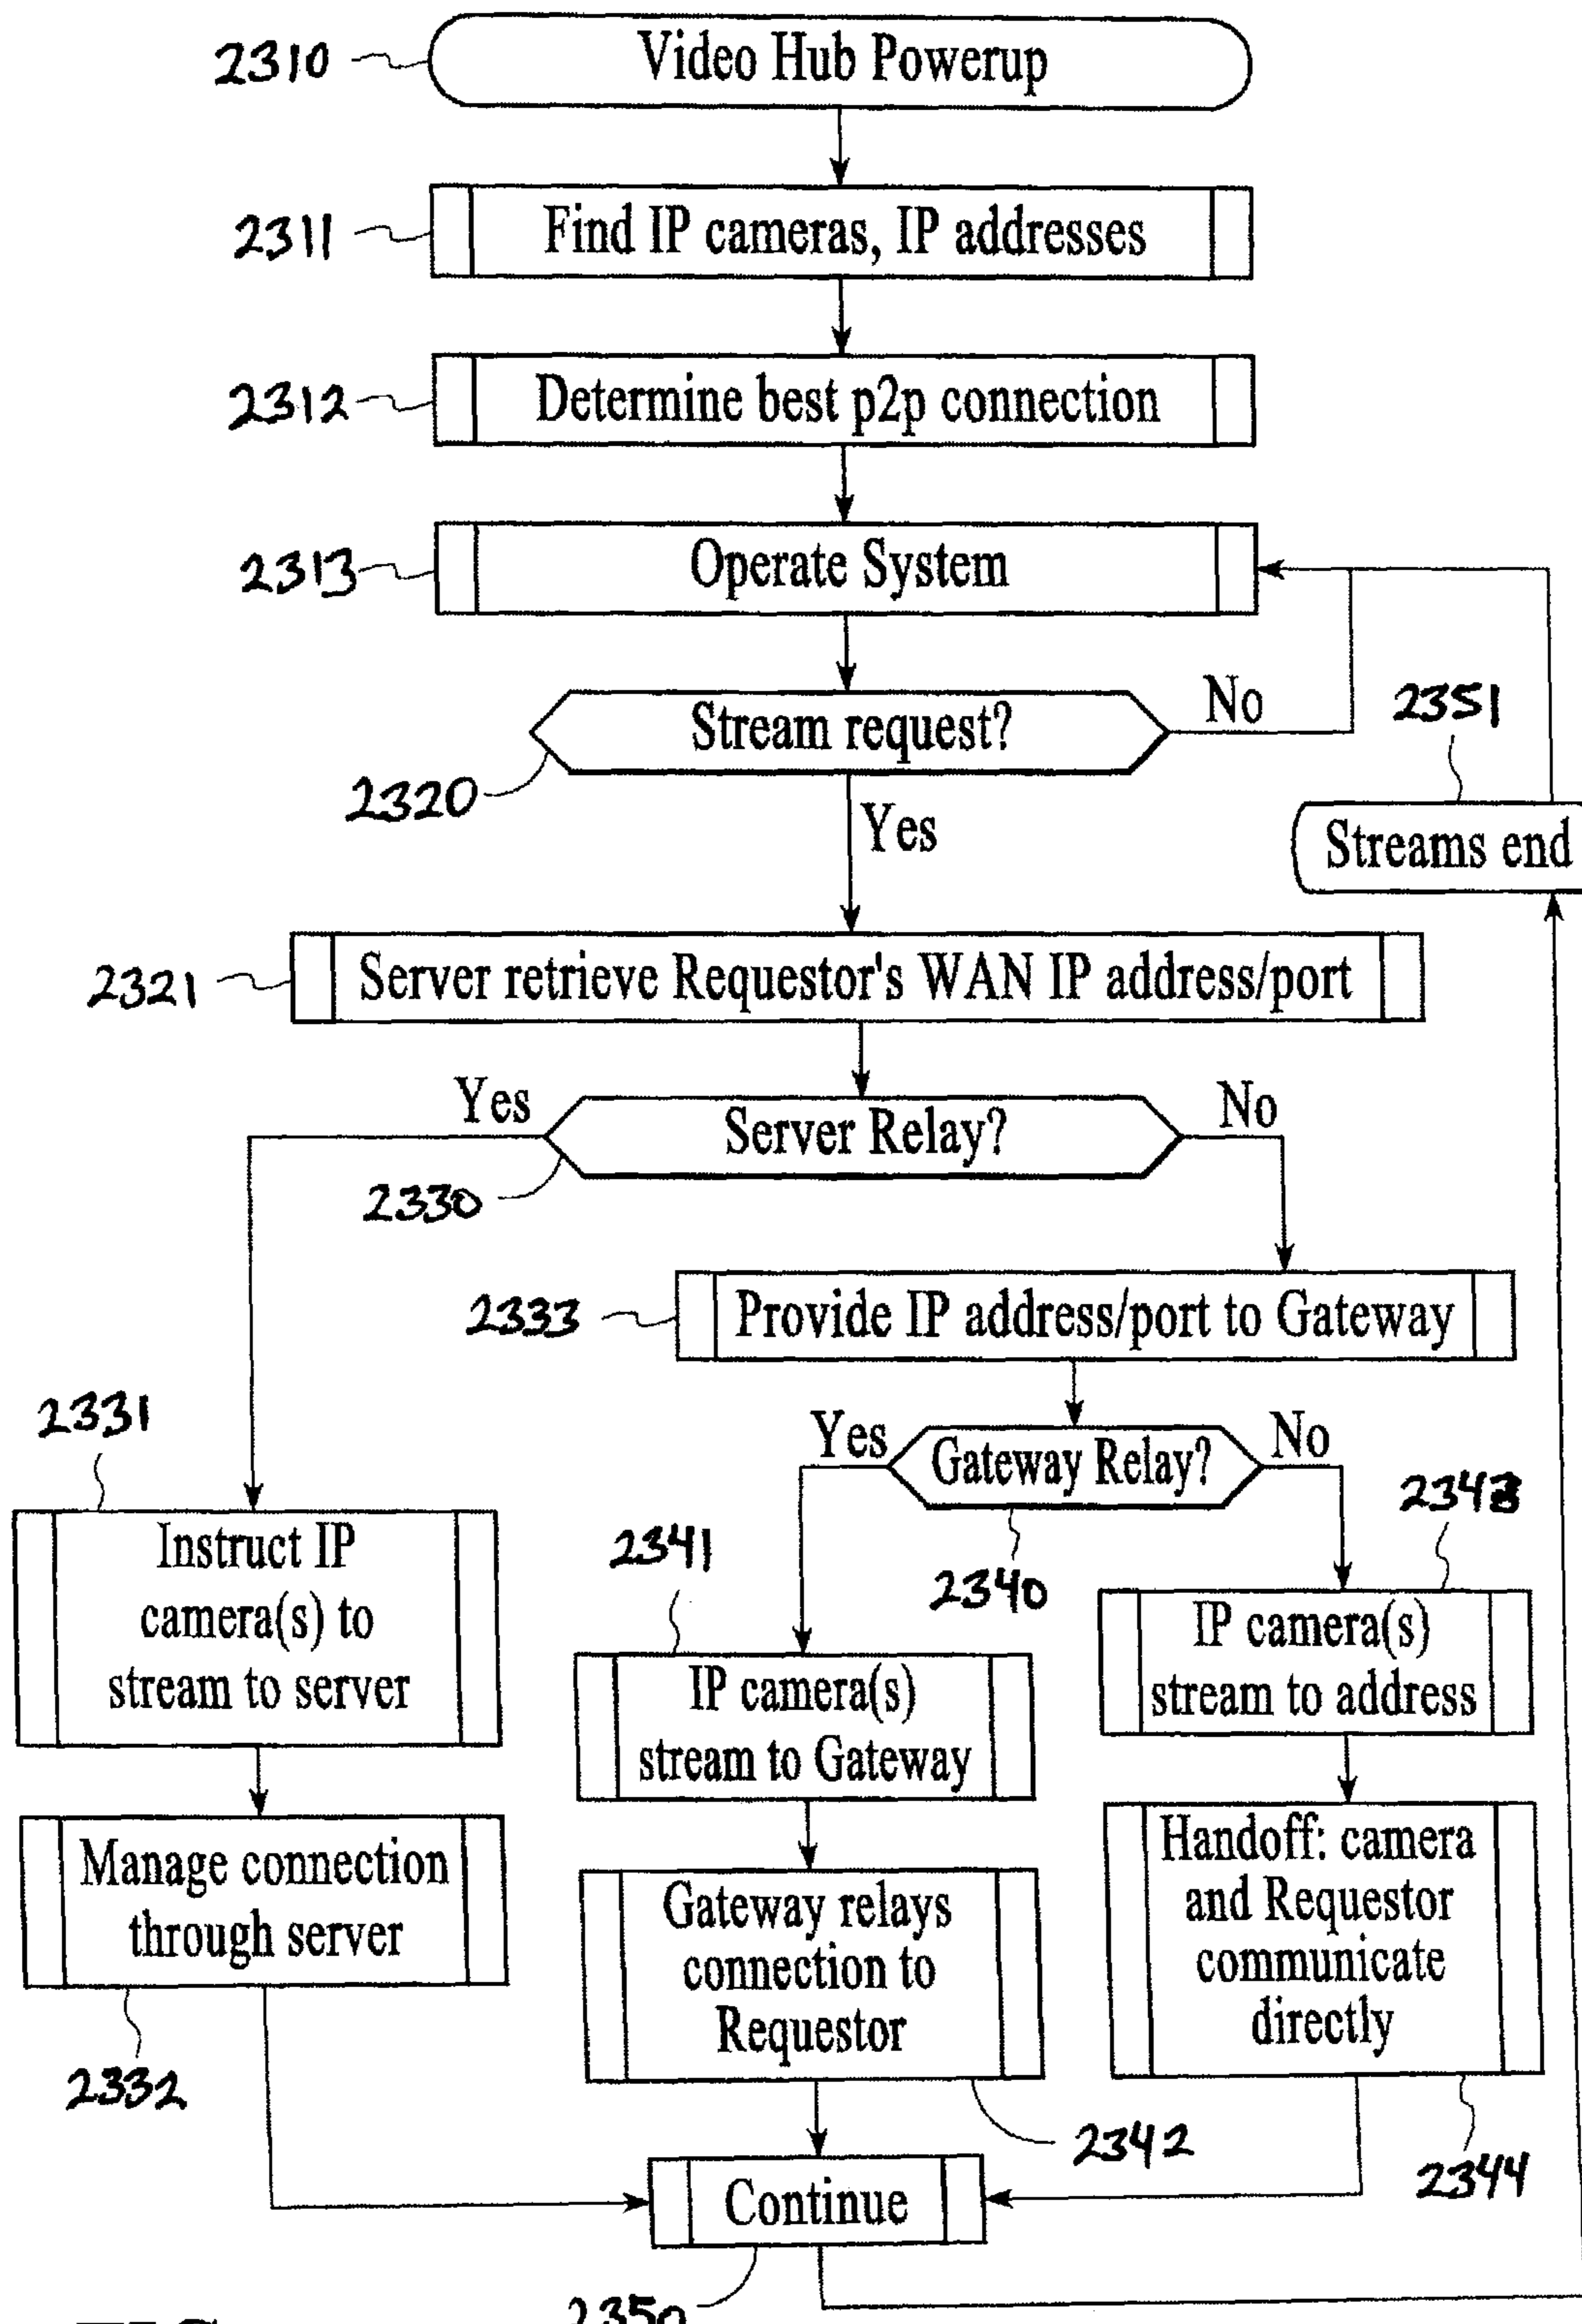 2310
Video Hub Powerup
2311
Find IP cameras, IP addresses
2312
Determine best p2p connection
2313
Operate System
Stream request?
No
2320
Yes
2351
Streams end
2321
Server retrieve Requestor's WAN IP address/port
Yes
Server Relay?
No
2330
2333
Provide IP address/port to Gateway
Yes
Gateway Relay?
No
2340
2331
Instruct IP
camera(s) to
stream to server
Manage connection
through server
2332
2341
IP camera(s)
stream to Gateway
Gateway relays
connection to
Requestor
2342
2343
IP camera(s)
stream to address
Handoff: camera
and Requestor
communicate
directly
2344
Continue
2350